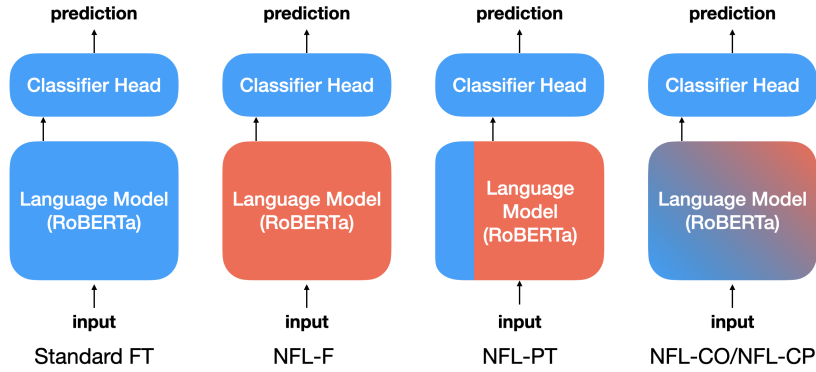 prediction
Classifier Head
Language Model
(RoBERTa)
input
Standard FT
prediction
Classifier Head
Language Model
(RoBERTa)
input
NFL-F
prediction
Classifier Head
Language
Model
(RoBERTa)
input
NFL-PT
prediction
Classifier Head
Language Model
(RoBERTa)
input
NFL-CO/NFL-CP